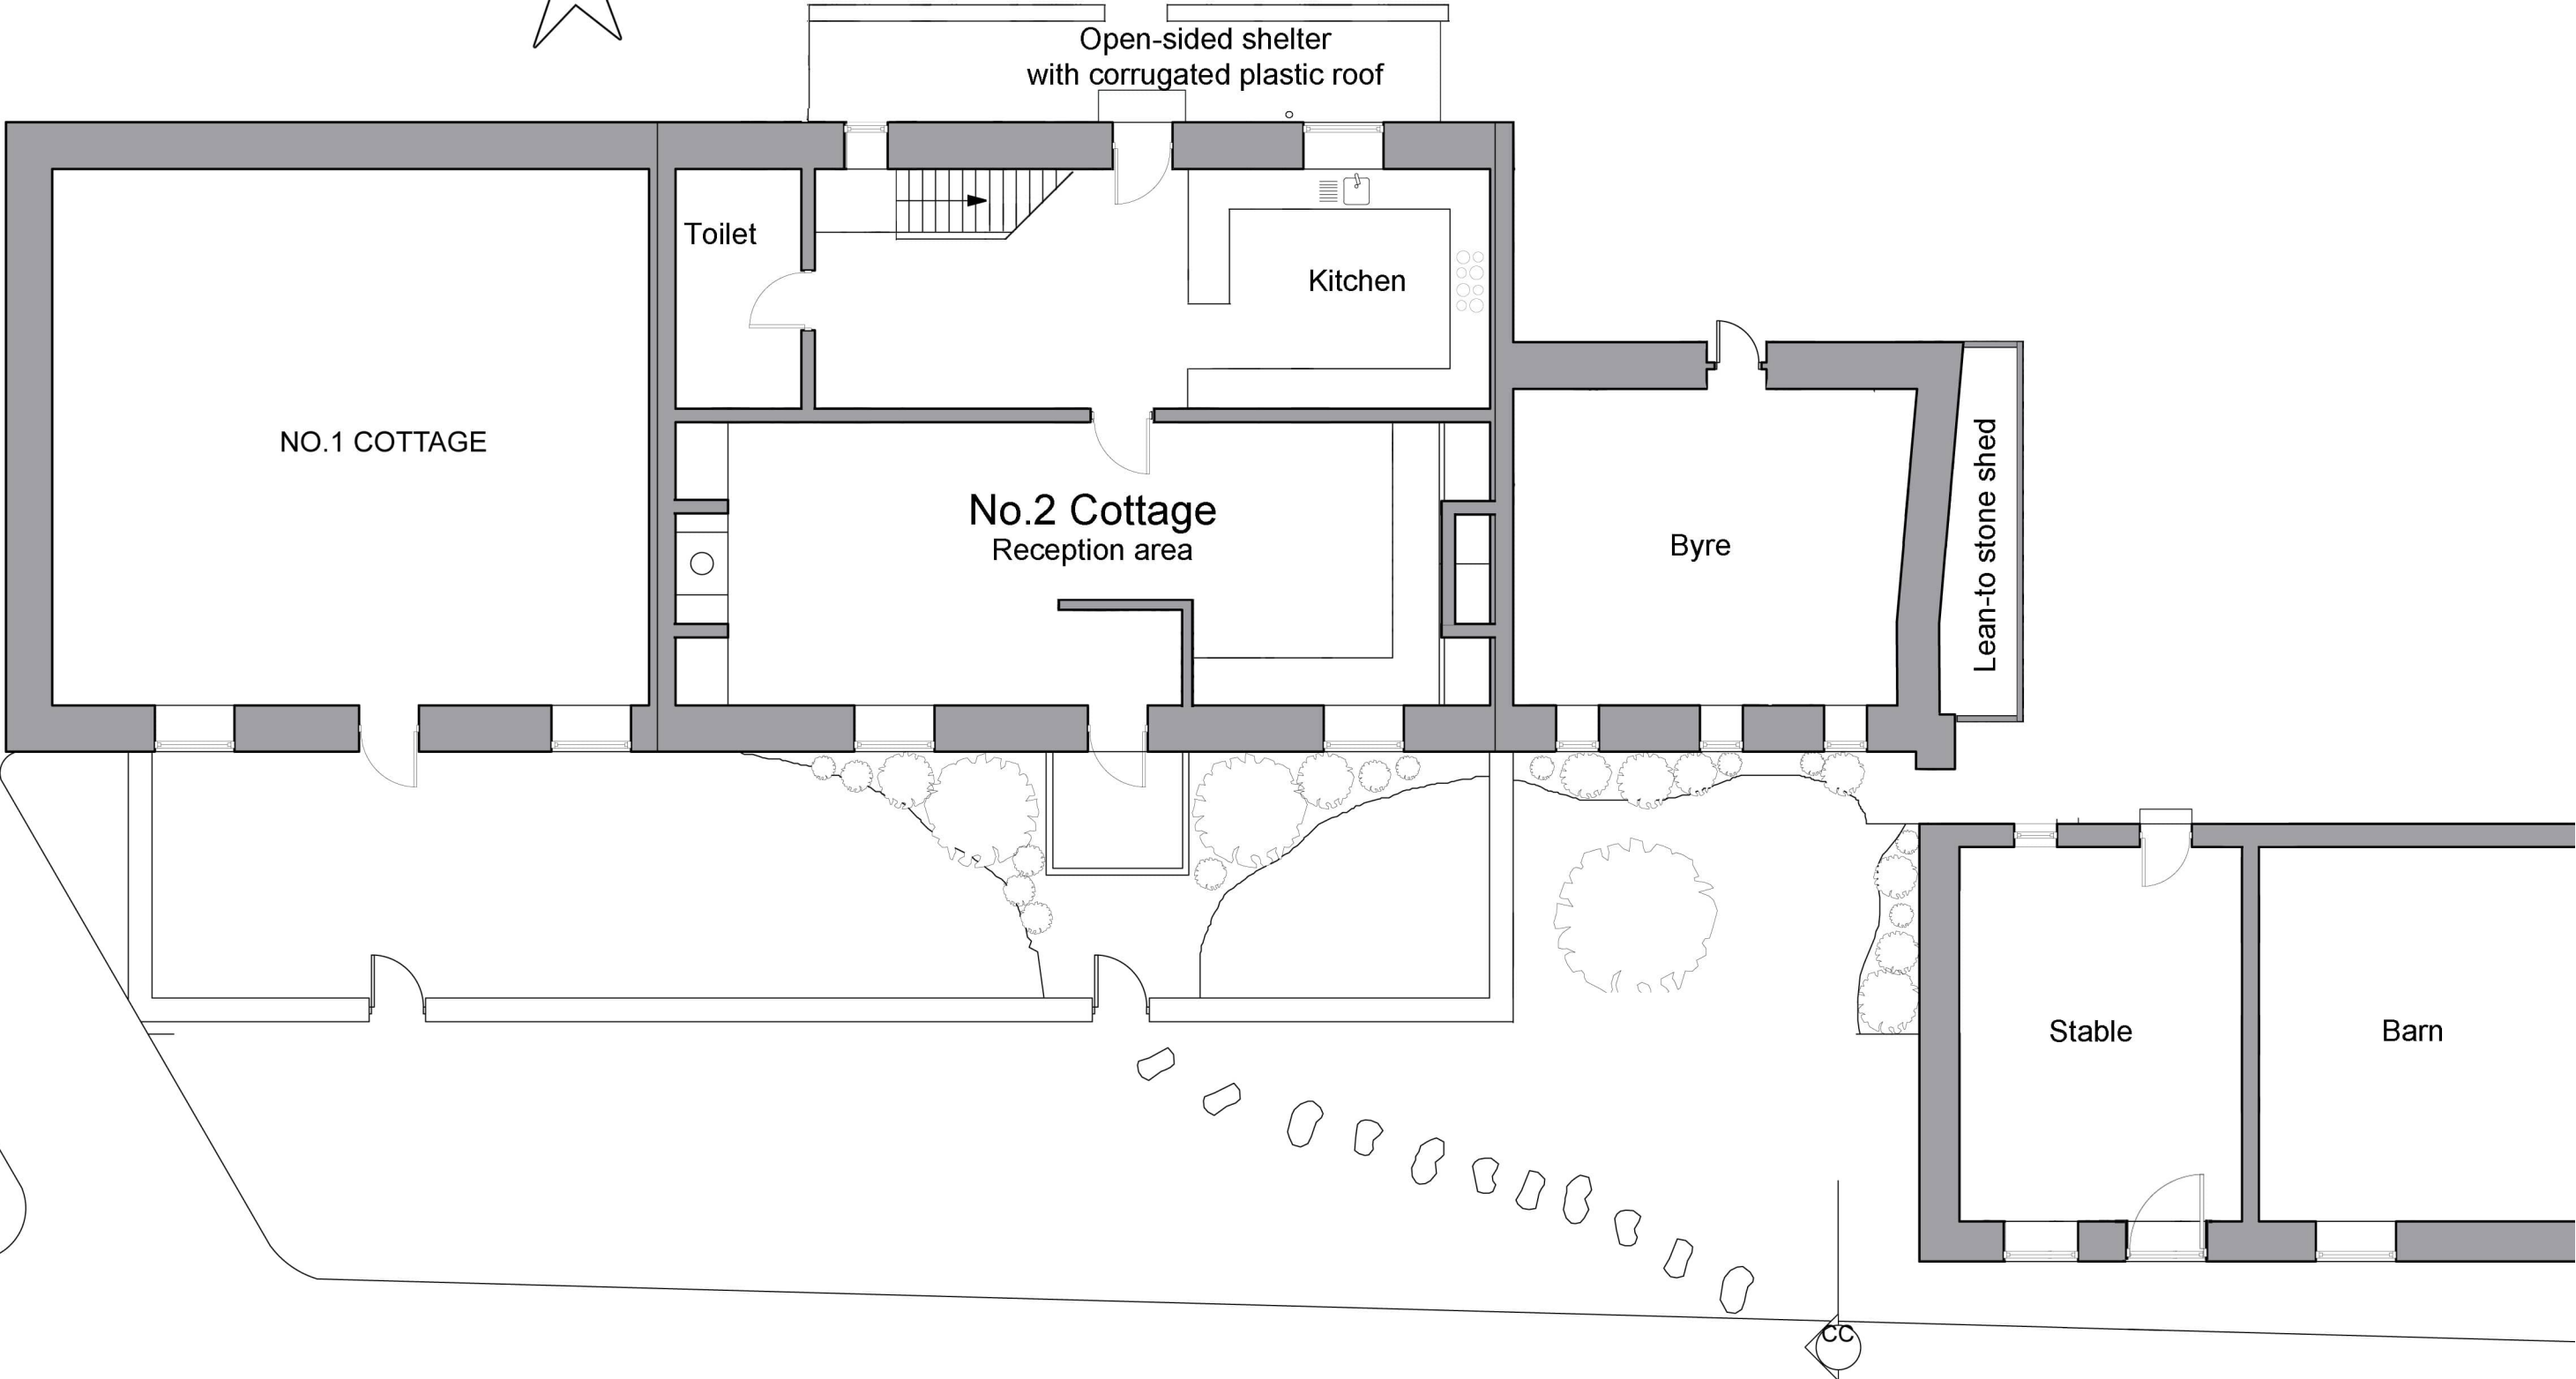 Open-sided shelter
with corrugated plastic roof
Toilet
Kitchen
NO.1 COTTAGE
No.2 Cottage
Reception area
Byre
Lean-to stone shed
Stable
Barn
CC